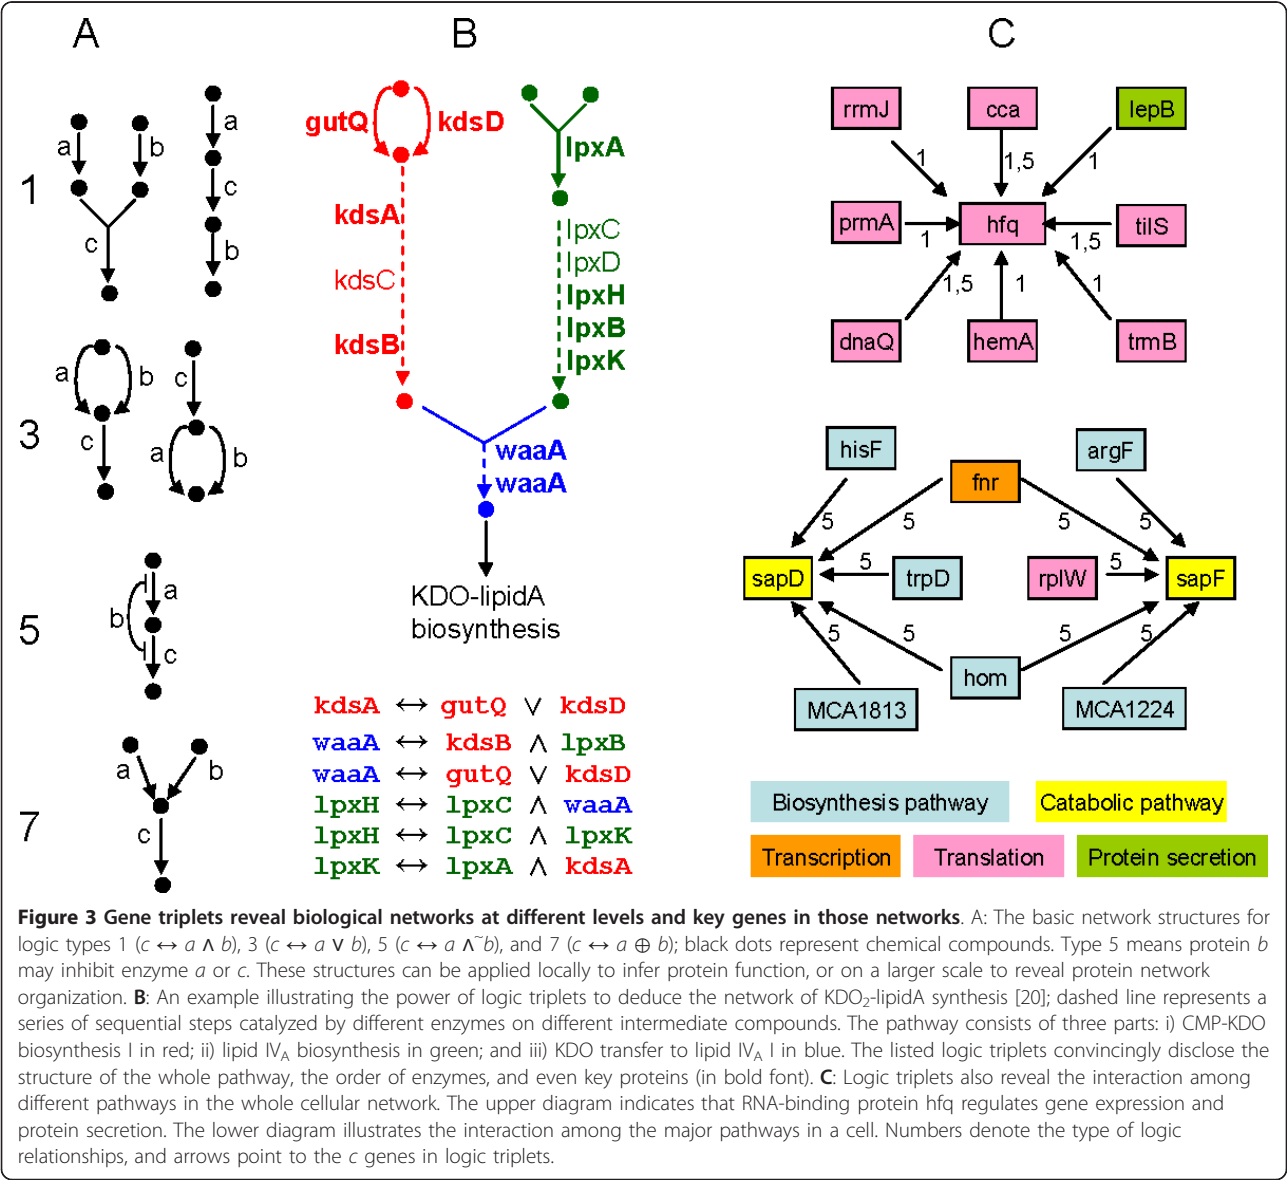 A
B
C
1
a
b
c
a
c
b
3
a
b
c
c
a
b
5
a
b
c
7
a
b
c
gutQ
kdsD
kdsA
kdsC
kdsB
lpxA
lpxC
lpxD
lpxH
lpxB
lpxK
waaA
waaA
KDO-lipidA
biosynthesis
kdsA ↔ gutQ ∨ kdsD
waaA ↔ kdsB ∧ lpxB
waaA ↔ gutQ ∨ kdsD
lpxH ↔ lpxC ∧ waaA
lpxH ↔ lpxC ∧ lpxK
lpxK ↔ lpxA ∧ kdsA
rrmJ
cca
lepB
1
1,5
1
prmA
hfq
tilS
1
1,5
1,5
1
1
dnaQ
hemA
trmB
hisF
fnr
argF
5
5
5
5
sapD
5
trpD
rplW
5
sapF
5
5
5
5
hom
MCA1813
MCA1224
Biosynthesis pathway
Catabolic pathway
Transcription
Translation
Protein secretion
Figure 3 Gene triplets reveal biological networks at different levels and key genes in those networks. A: The basic network structures for
logic types 1 (c ↔ a ∧ b), 3 (c ↔ a ∨ b), 5 (c ↔ a ∧ ~b), and 7 (c ↔ a ⊕ b); black dots represent chemical compounds. Type 5 means protein b
may inhibit enzyme a or c. These structures can be applied locally to infer protein function, or on a larger scale to reveal protein network
organization. B: An example illustrating the power of logic triplets to deduce the network of KDO₂-lipidA synthesis [20]; dashed line represents a
series of sequential steps catalyzed by different enzymes on different intermediate compounds. The pathway consists of three parts: i) CMP-KDO
biosynthesis I in red; ii) lipid IV_A biosynthesis in green; and iii) KDO transfer to lipid IV_A I in blue. The listed logic triplets convincingly disclose the
structure of the whole pathway, the order of enzymes, and even key proteins (in bold font). C: Logic triplets also reveal the interaction among
different pathways in the whole cellular network. The upper diagram indicates that RNA-binding protein hfq regulates gene expression and
protein secretion. The lower diagram illustrates the interaction among the major pathways in a cell. Numbers denote the type of logic
relationships, and arrows point to the c genes in logic triplets.